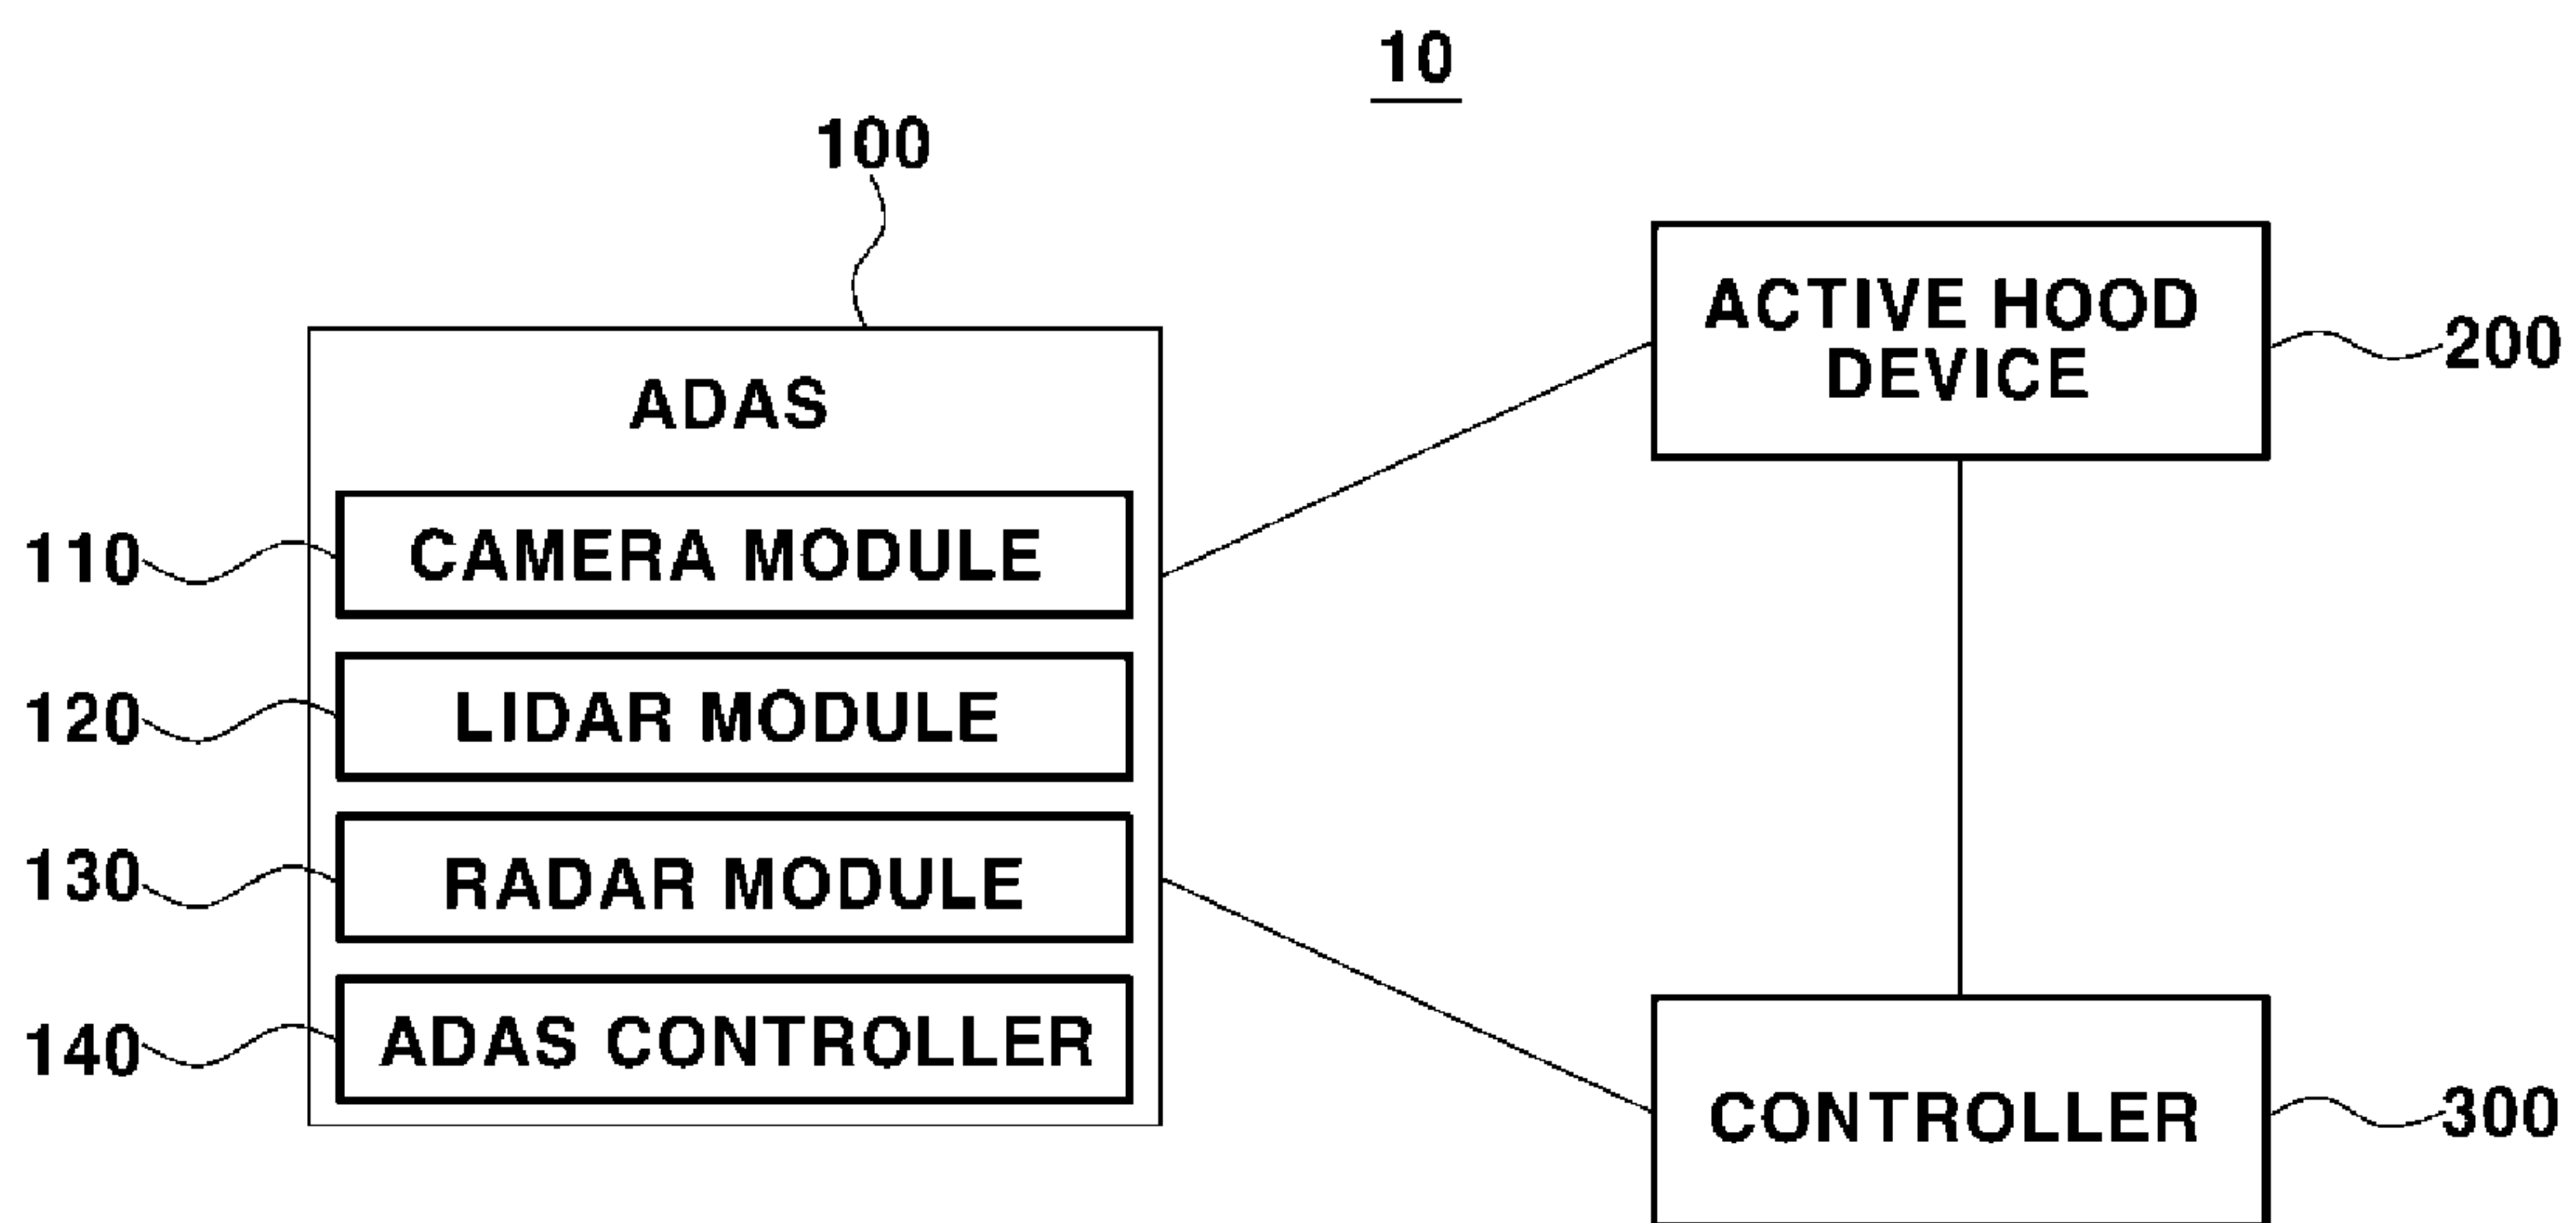 10
100
ADAS
110
CAMERA MODULE
120
LIDAR MODULE
130
RADAR MODULE
140
ADAS CONTROLLER
ACTIVE HOOD
DEVICE
200
CONTROLLER
300